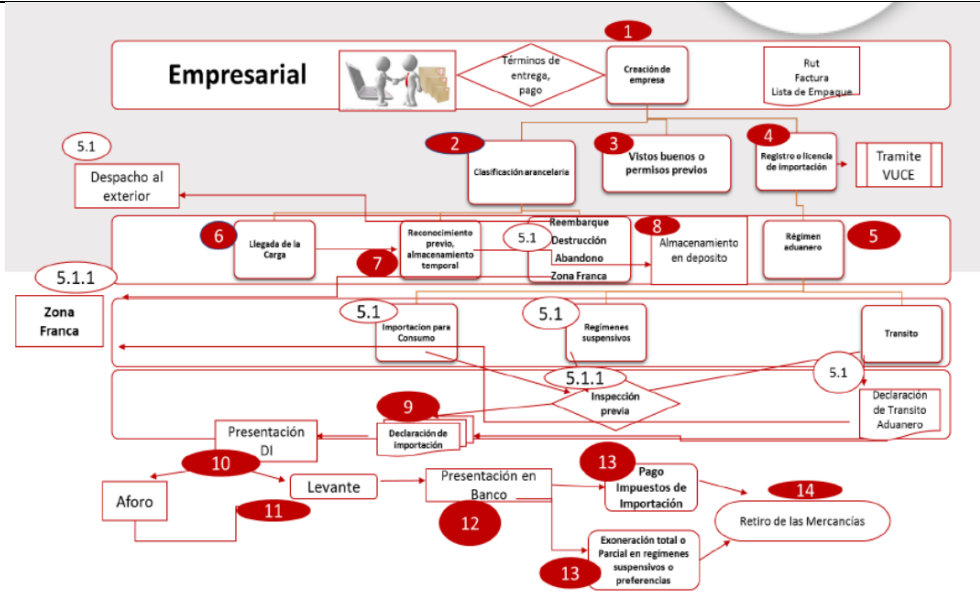 1
Empresarial
Términos de
entrega,
pago
Creación de
empresa
Rut
Factura
Lista de Empaque
5.1
Despacho al
exterior
2
Clasificación arancelaria
3
Vistos buenos o
permisos previos
4
Registro o licencia
de importación
Tramite
VUCE
6
Llegada de la
Carga
7
Reconocimiento
previo,
almacenamiento
temporal
5.1
Reembarque
Destrucción
Abandono
Zona Franca
8
Almacenamiento
en deposito
Régimen
aduanero
5
5.1.1
Zona
Franca
5.1
Importacion para
Consumo
5.1
Regímenes
suspensivos
Transito
5.1
5.1.1
Inspección
previa
Declaración
de Transito
Aduanero
9
Declaración de
importación
Presentación
DI
10
Aforo
11
Levante
Presentación en
Banco
12
13
Pago
Impuestos de
Importación
13
Exoneración total o
Parcial en regímenes
suspensivos o
preferencias
14
Retiro de las Mercancías